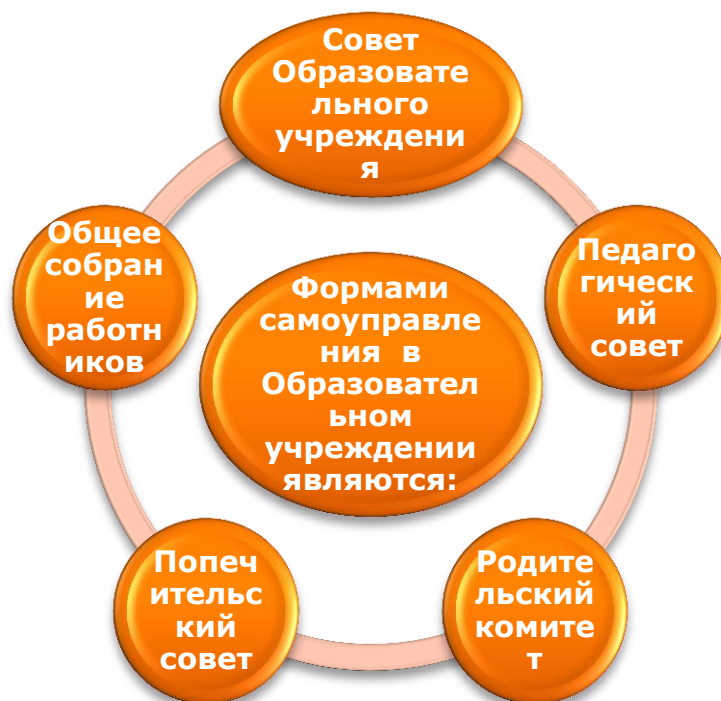 Совет
Образовате
льного
учреждени
я
Педаго
гическ
ий
совет
Родите
льский
комите
т
Попеч
ительс
кий
совет
Общее
собран
ие
работн
иков
Формами
самоуправле
ния в
Образовател
ьном
учреждении
являются: